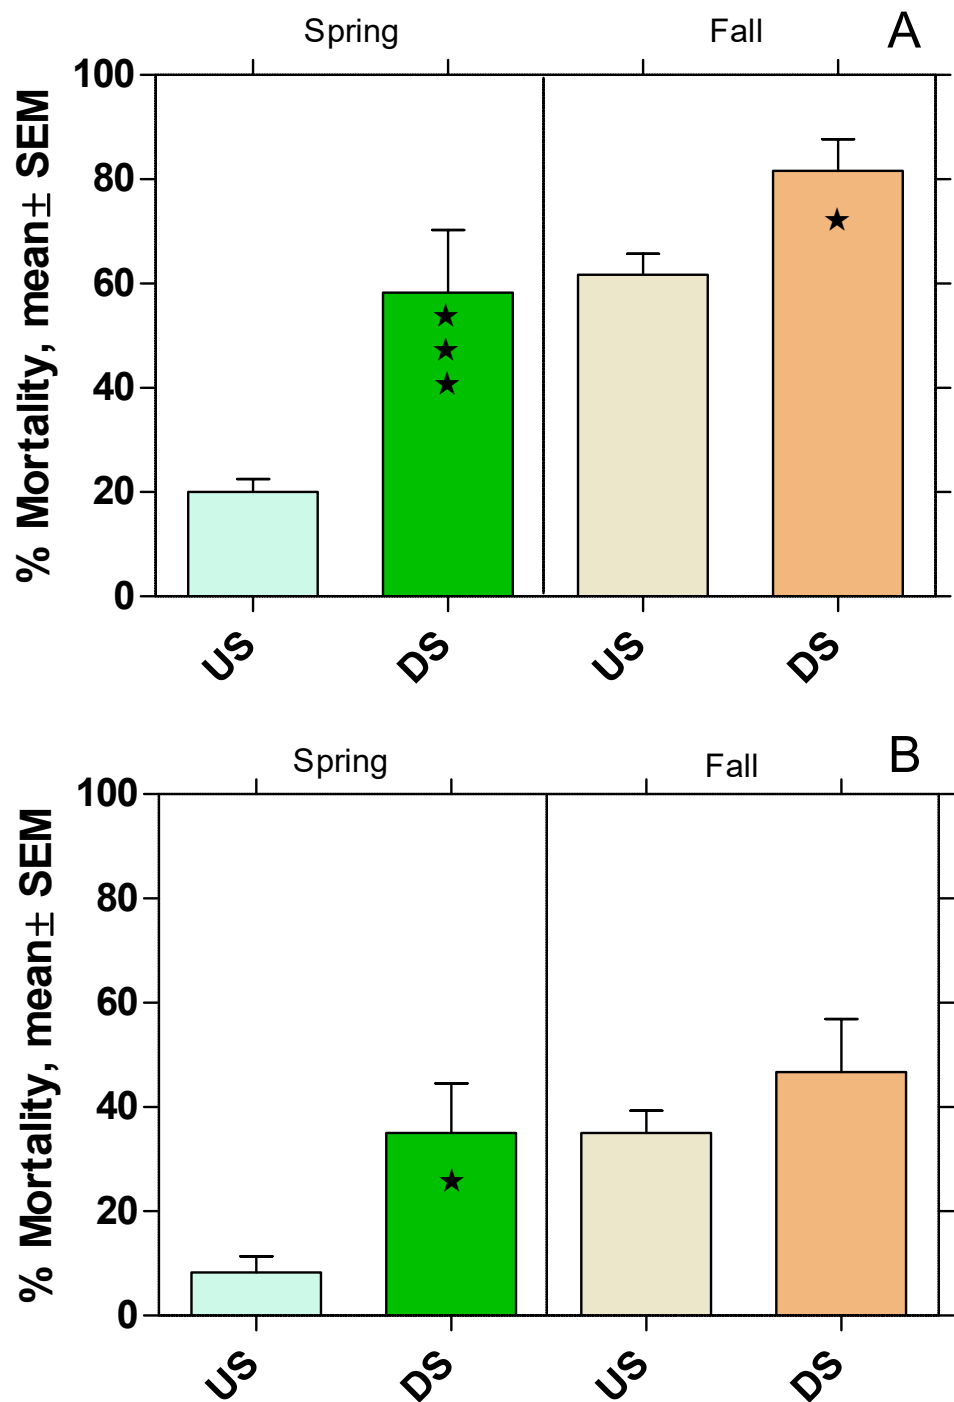 Spring Fall A
% Mortality, mean± SEM
100
80
60
40
20
0
US DS US DS
Spring Fall B
% Mortality, mean± SEM
100
80
60
40
20
0
US DS US DS